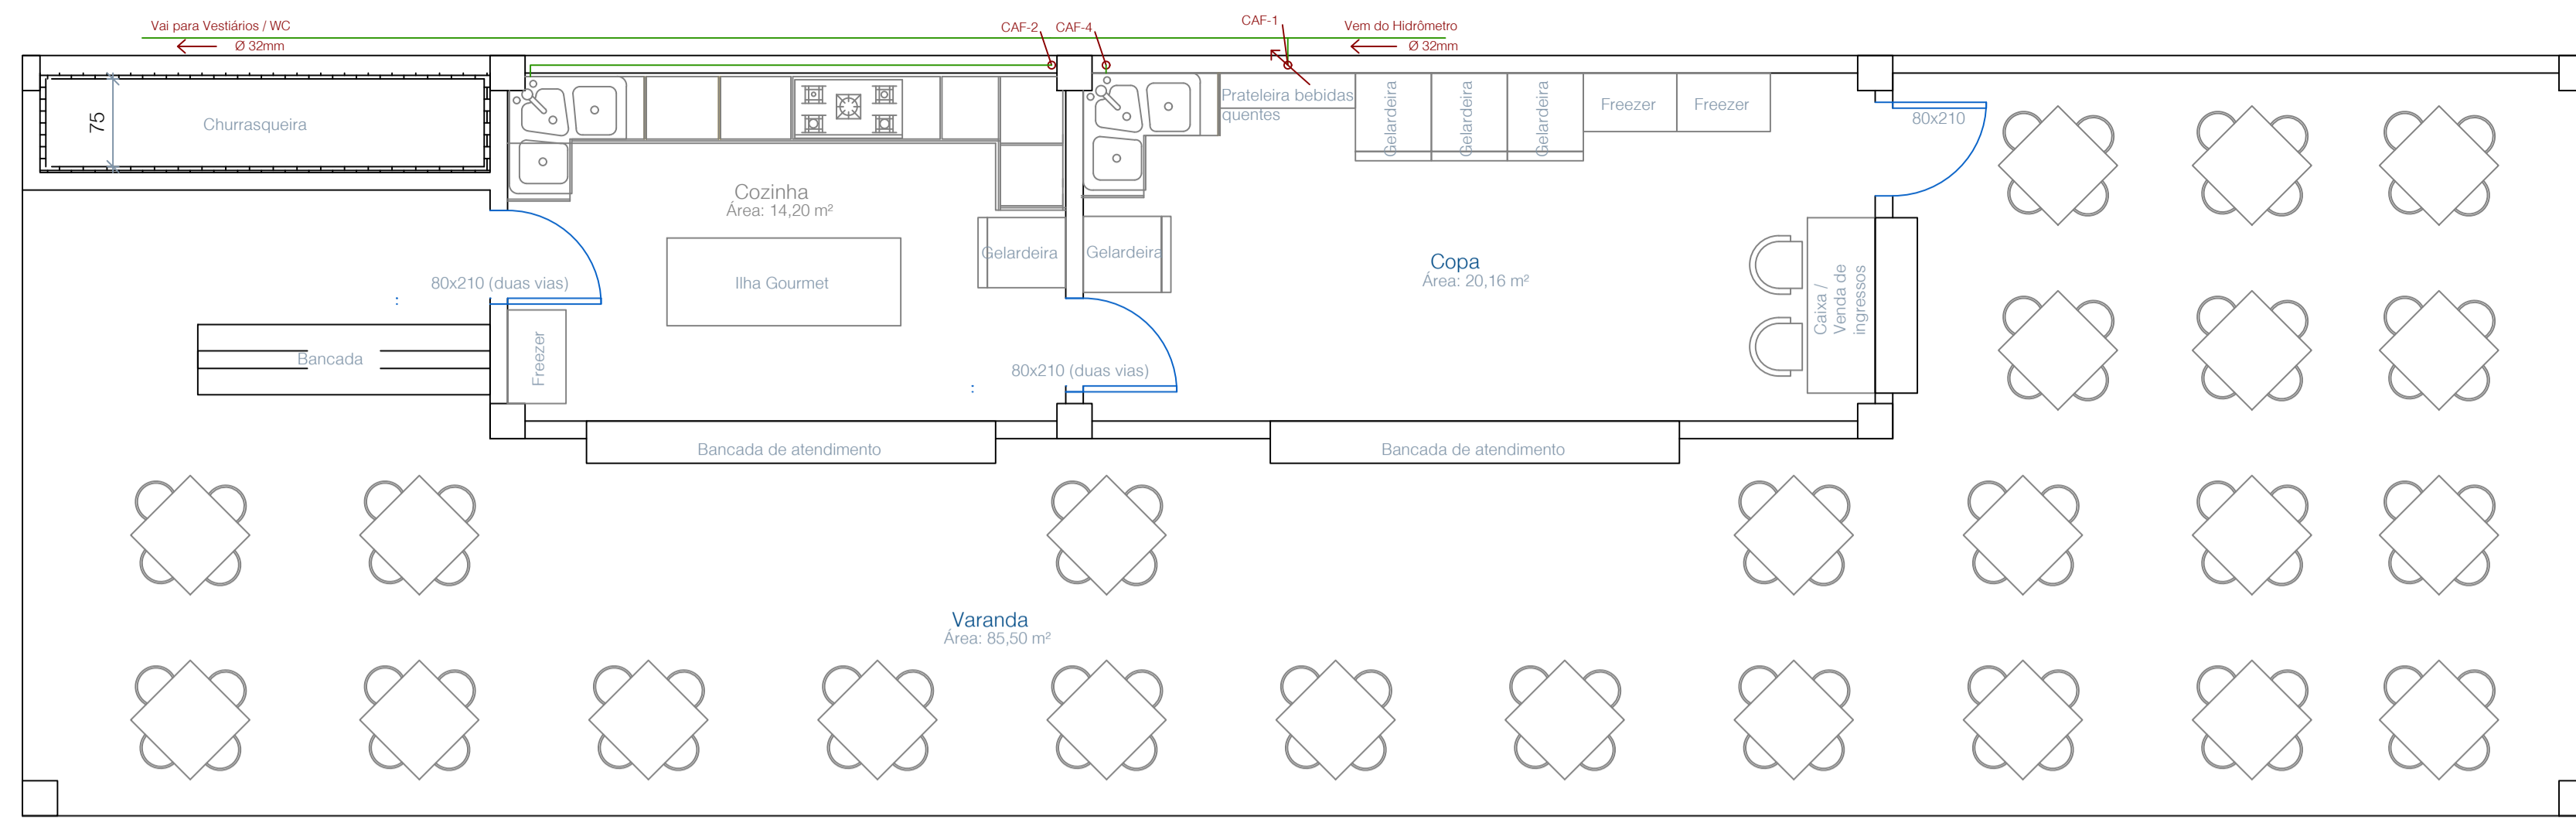 Vai para Vestiários / WC
Ø 32mm
CAF-2
CAF-4
CAF-1
Vem do Hidrômetro
Ø 32mm
75
Churrasqueira
Prateleira bebidas
quentes
Gelardeira
Gelardeira
Gelardeira
Freezer
Freezer
80x210
Cozinha
Área: 14,20 m²
Gelardeira
Gelardeira
Copa
Área: 20,16 m²
80x210 (duas vias)
Ilha Gourmet
Caixa /
Venda de
ingressos
Bancada
Freezer
80x210 (duas vias)
Bancada de atendimento
Bancada de atendimento
Varanda
Área: 85,50 m²